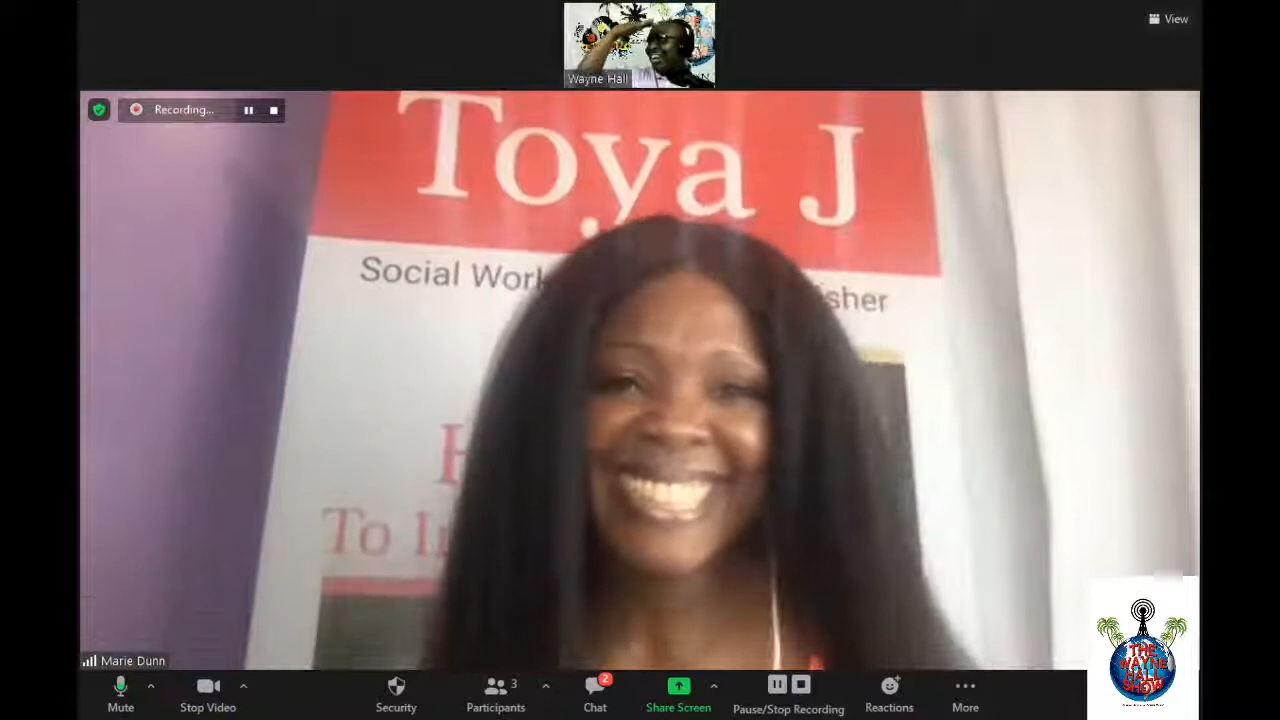 View
Wayne Hall
Recording...
Toya J
Social Work
sher
To
Marie Dunn
Mute
Stop Video
Security
Participants
3
Chat
2
Share Screen
Pause/Stop Recording
Reactions
More
THE
WAYNE
HALL
SHOW